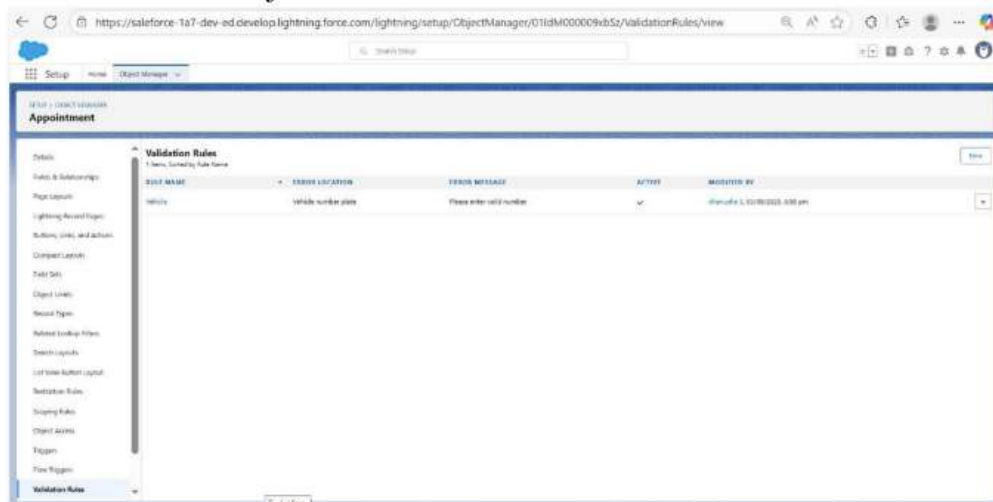 https://saleforce-1a7-dev-ed.develop.lightning.force.com/lightning/setup/ObjectManager/01IdM000009xbSz/ValidationRules/view
Search Setup
Setup Home Object Manager
SETUP > OBJECT MANAGER
Appointment
Details
Fields & Relationships
Page Layouts
Lightning Record Pages
Buttons, Links, and Actions
Compact Layouts
Field Sets
Object Limits
Record Types
Related Lookup Filters
Search Layouts
List View Button Layout
Restriction Rules
Scoping Rules
Object Access
Triggers
Flow Triggers
Validation Rules
Validation Rules
1 Items, Sorted by Rule Name
New
RULE NAME ERROR LOCATION ERROR MESSAGE ACTIVE MODIFIED BY
Vehicle Vehicle number plate Please enter valid number